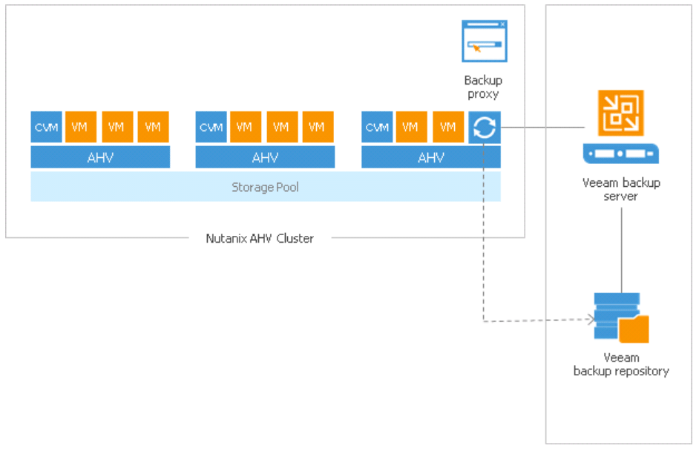 Backup
proxy
CVM VM VM VM
CVM VM VM VM
CVM VM VM
AHV
AHV
AHV
Storage Pool
Nutanix AHV Cluster
Veeam backup
server
Veeam
backup repository